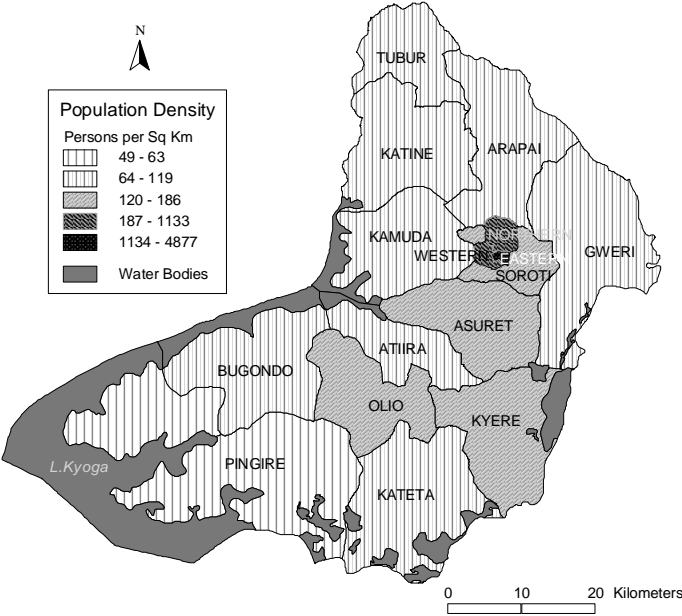 N
Population Density
Persons per Sq Km
49 - 63
64 - 119
120 - 186
187 - 1133
1134 - 4877
Water Bodies
TUBUR
KATINE
ARAPAI
KAMUDA
NORTHERN
WESTERN
EASTERN
GWERI
SOROTI
ASURET
ATIIRA
BUGONDO
OLIO
KYERE
PINGIRE
L.Kyoga
KATETA
0 10 20 Kilometers